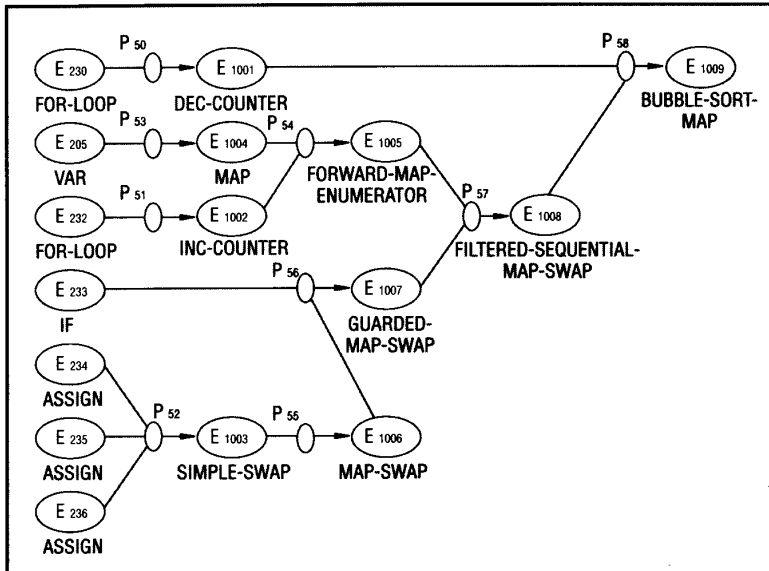 P 50
P 58
E 230
E 1001
E 1009
FOR-LOOP
DEC-COUNTER
BUBBLE-SORT-
MAP
P 53
P 54
E 205
E 1004
E 1005
VAR
MAP
FORWARD-MAP-
ENUMERATOR
P 51
P 57
E 232
E 1002
E 1008
FOR-LOOP
INC-COUNTER
FILTERED-SEQUENTIAL-
MAP-SWAP
P 56
E 233
E 1007
IF
GUARDED-
MAP-SWAP
E 234
ASSIGN
P 52
P 55
E 235
E 1003
E 1006
ASSIGN
SIMPLE-SWAP
MAP-SWAP
E 236
ASSIGN